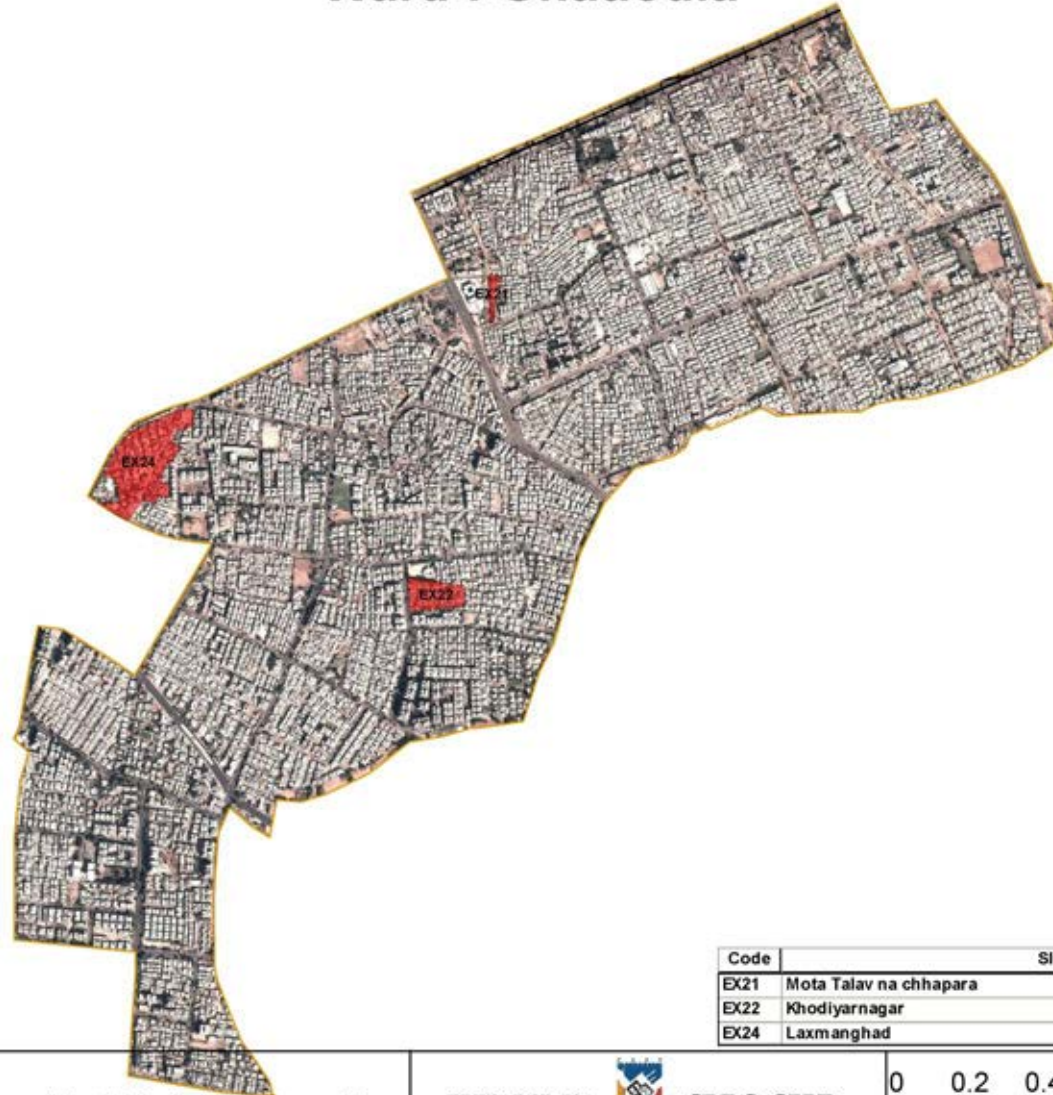 EX21
EX24
EX22
Code
EX21 Mota Talav na chhapara
EX22 Khodiyarnagar
EX24 Laxmanghad
0 0.2